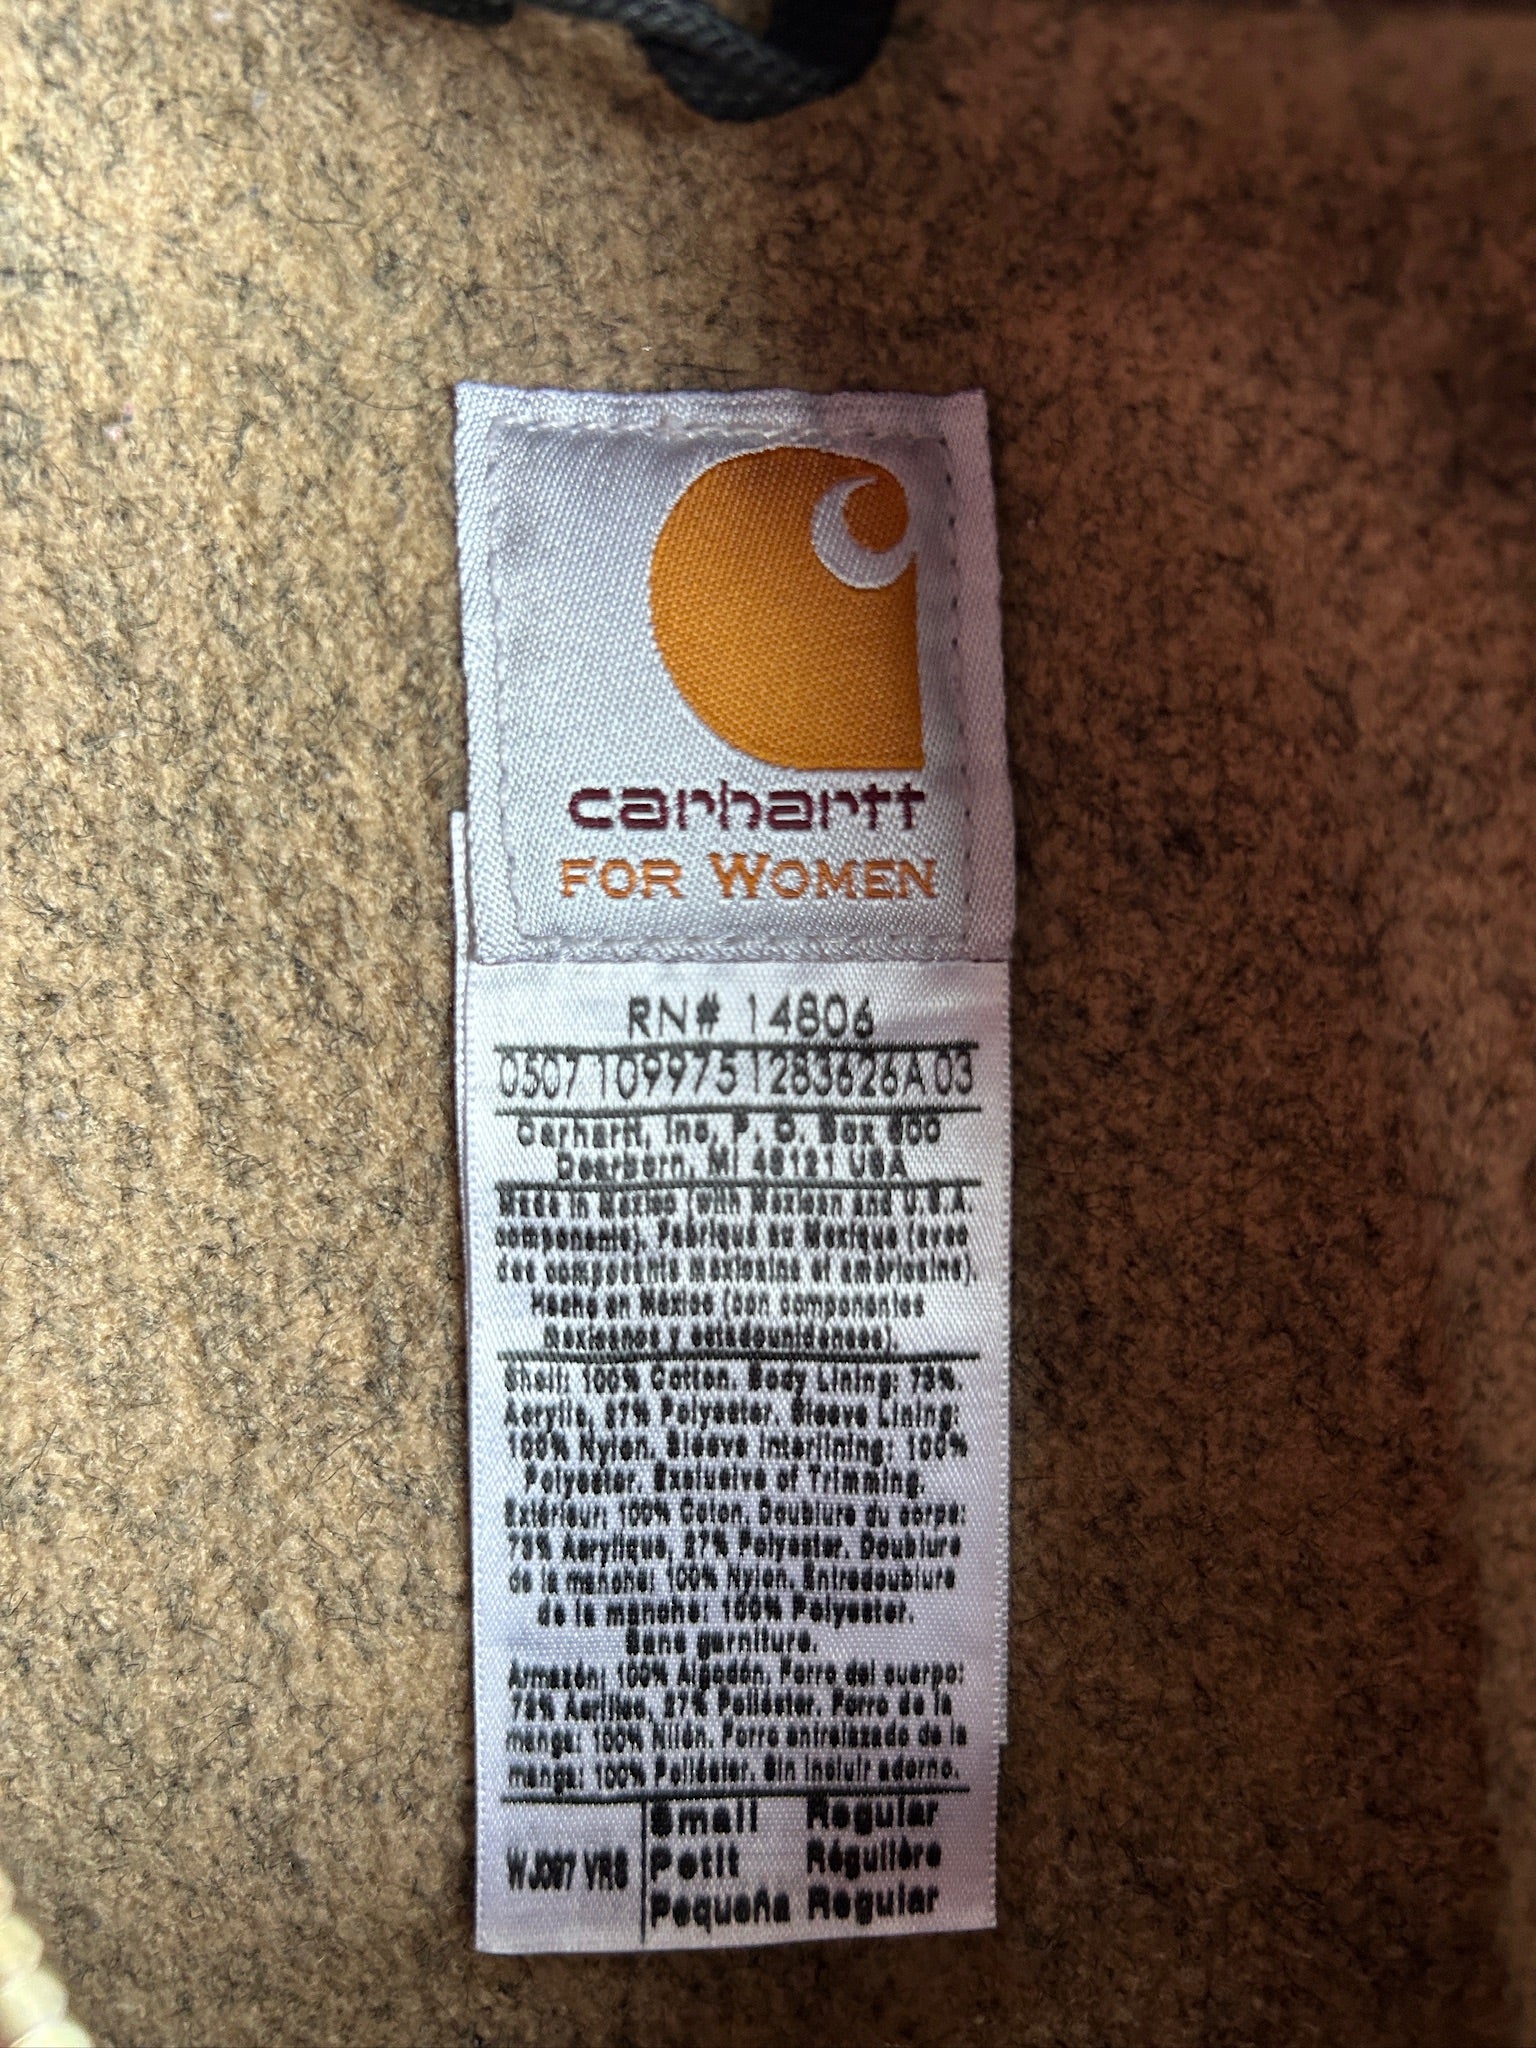 carhartt
FOR WOMEN
RN# 14806
0507 1099751283626A 03
Carhartt, Inc. P. O. Box 600
Dearborn, MI 48121 USA
Made in Mexico (with Mexican and U.S.A.
components). Fabriqué au Mexique (avec
des composants mexicains et américains).
Hecho en México (con componentes
Mexicanos y estadounidenses).
Shell: 100% Cotton. Body Lining: 73%.
Acrylic, 27% Polyester. Sleeve Lining:
100% Nylon. Sleeve Interlining: 100%
Polyester. Exclusive of Trimming.
Extérieur: 100% Coton. Doublure du corps:
73% Acrylique, 27% Polyester. Doublure
de la manche: 100% Nylon. Entredoublure
de la manche: 100% Polyester.
Sans garniture.
Armazón: 100% Algodón. Forro del cuerpo:
73% Acrílico, 27% Poliéster. Forro de la
manga: 100% Nilón. Forro entrelazado de la
manga: 100% Poliéster. Sin incluir adorno.
WJ097 VRS
Small Regular
Petit Régulière
Pequeña Regular